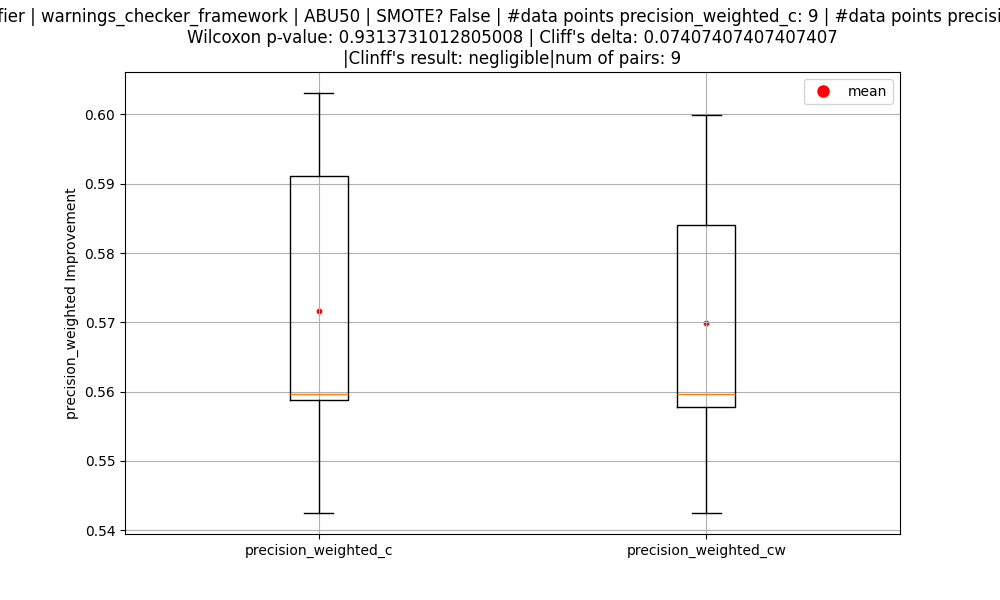 | warnings_checker_framework | ABU50 | SMOTE? False | #data points precision_weighted_c: 9 | #data points
Wilcoxon p-value: 0.9313731012805008 | Cliff's delta: 0.07407407407407407
|Clinff's result: negligible|num of pairs: 9
mean
precision_weighted Improvement
0.60
0.59
0.58
0.57
0.56
0.55
0.54
precision_weighted_c
precision_weighted_cw